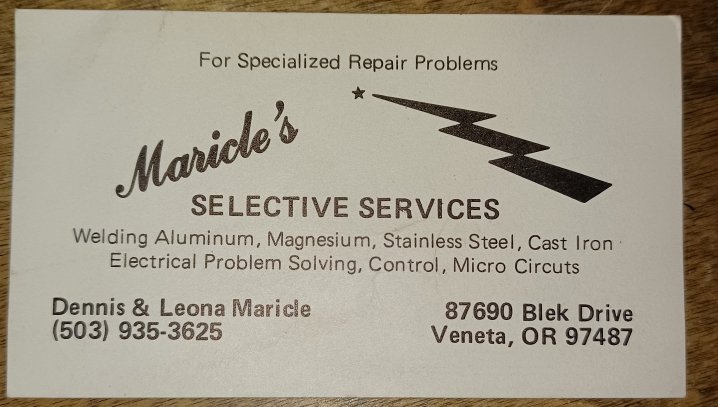 For Specialized Repair Problems
Maricle's
SELECTIVE SERVICES
Welding Aluminum, Magnesium, Stainless Steel, Cast Iron
Electrical Problem Solving, Control, Micro Circuts
Dennis & Leona Maricle
(503) 935-3625
87690 Blek Drive
Veneta, OR 97487